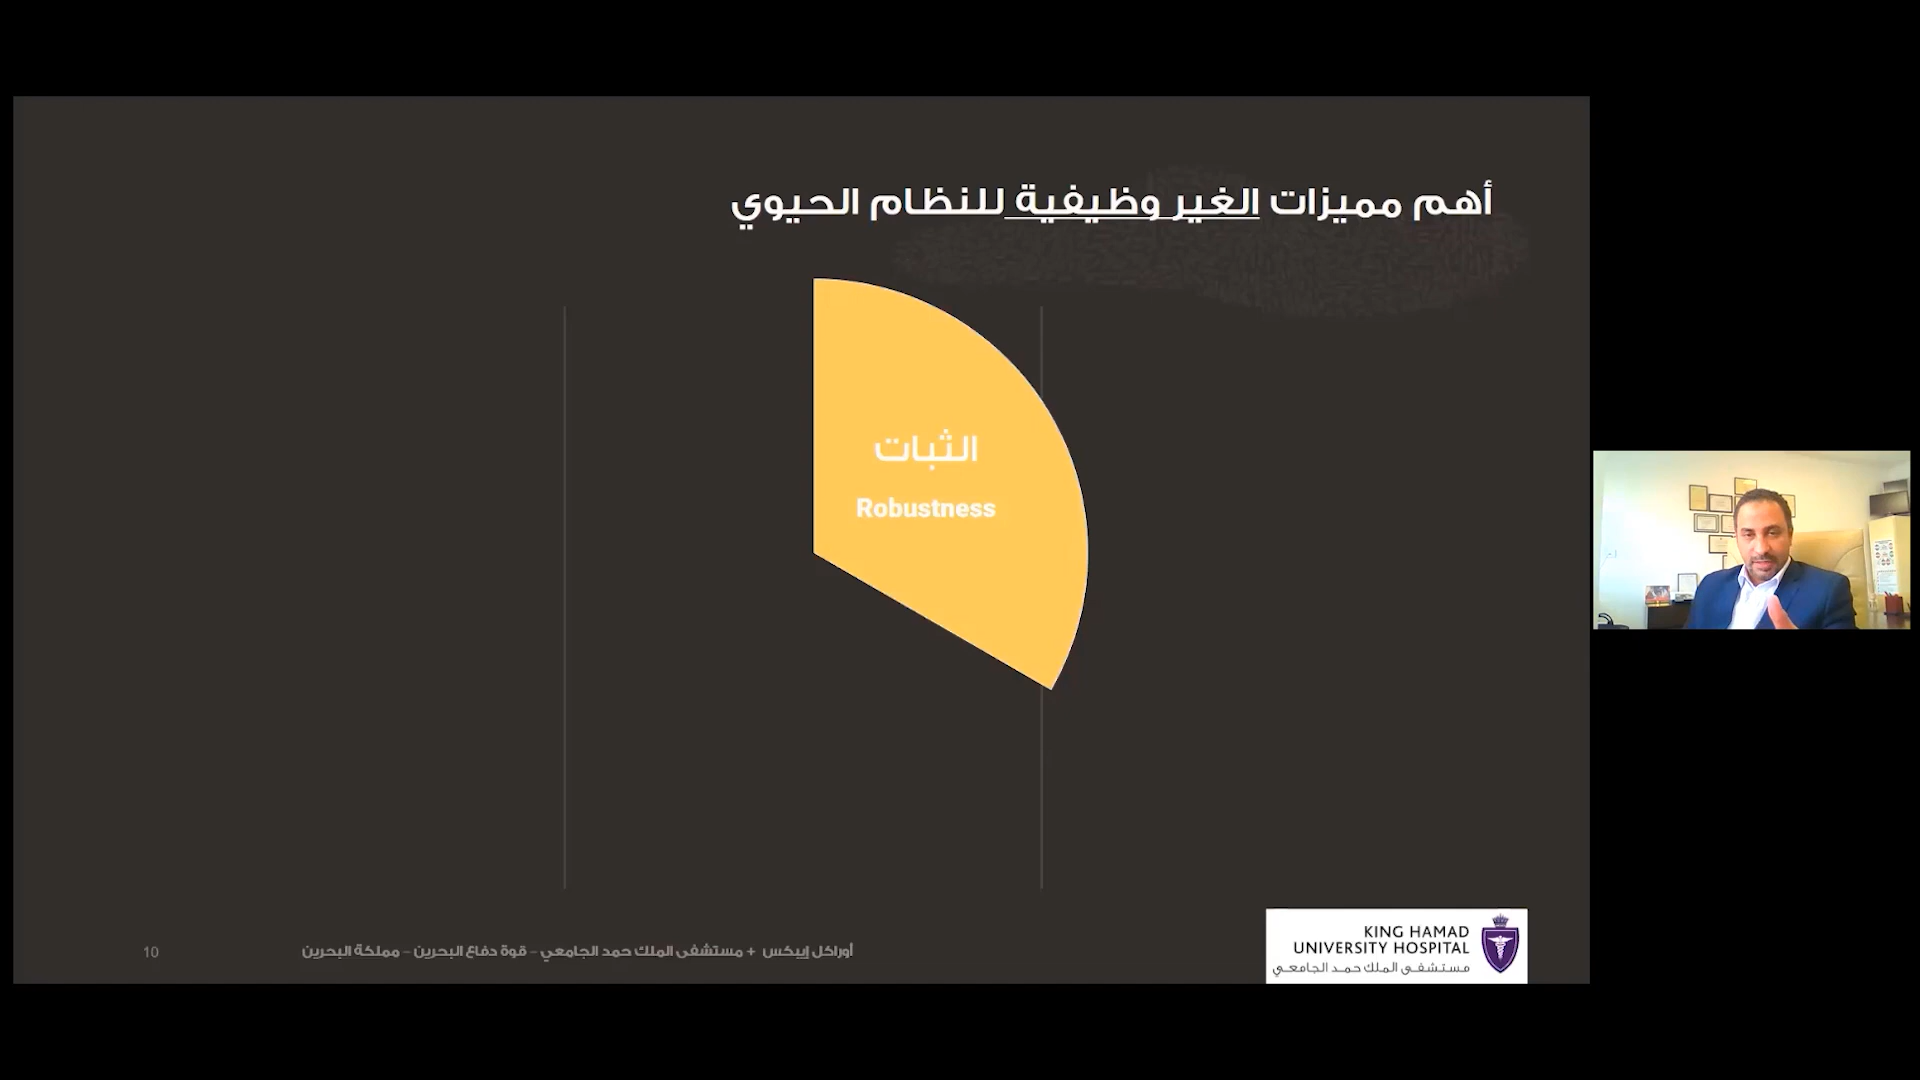 أهم مميزات الغير وظيفية للنظام الحيوي
الثبات
Robustness
KING HAMAD
UNIVERSITY HOSPITAL
مستشفى الملك حمد الجامعي
أوراكل إيبكس + مستشفى الملك حمد الجامعي – قوة دفاع البحرين – مملكة البحرين
10